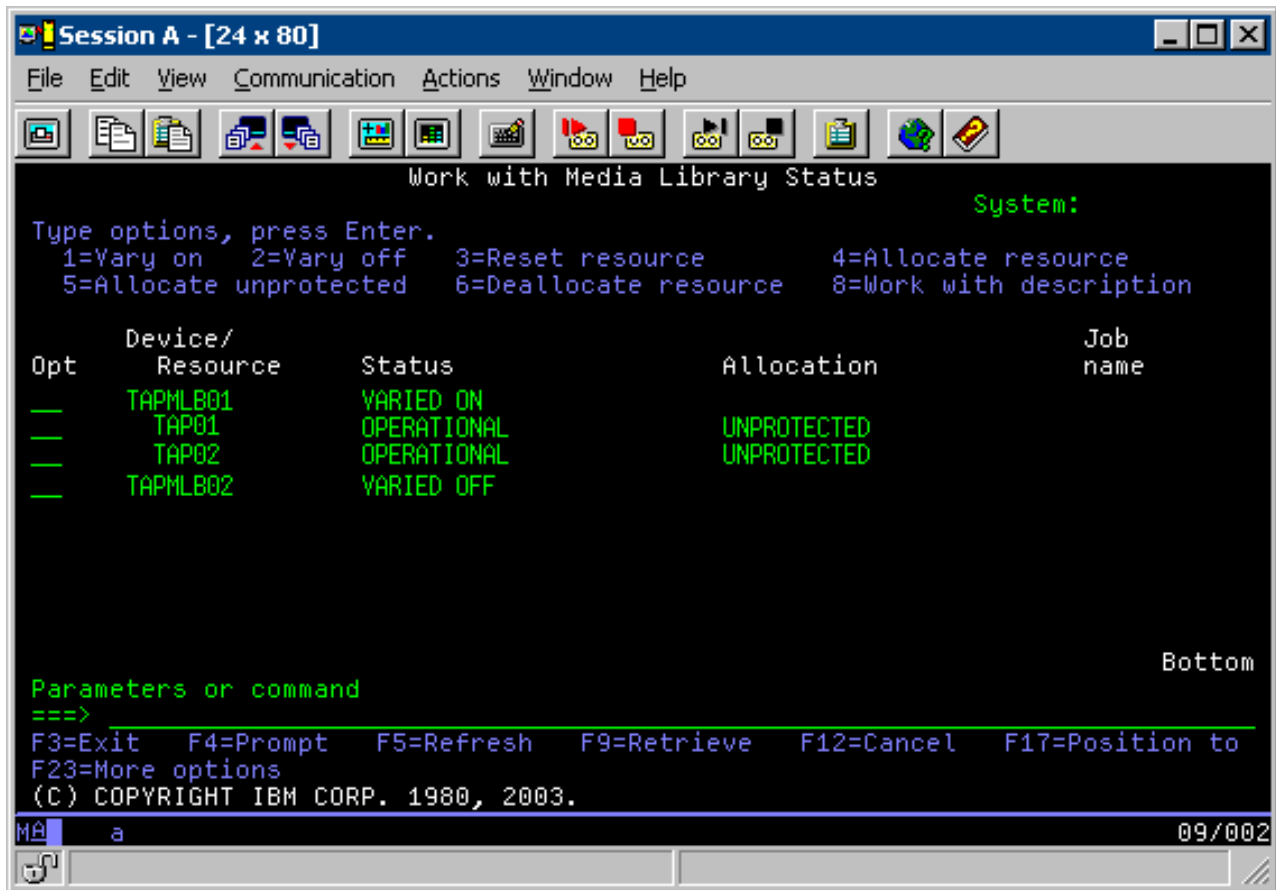 Session A - [24 x 80]
File Edit View Communication Actions Window Help
Work with Media Library Status
System:
Type options, press Enter.
1=Vary on 2=Vary off 3=Reset resource 4=Allocate resource
5=Allocate unprotected 6=Deallocate resource 8=Work with description
Device/ Job
Opt Resource Status Allocation name
__ TAPMLB01 VARIED ON
__ TAP01 OPERATIONAL UNPROTECTED
__ TAP02 OPERATIONAL UNPROTECTED
__ TAPMLB02 VARIED OFF
Bottom
Parameters or command
===>
F3=Exit F4=Prompt F5=Refresh F9=Retrieve F12=Cancel F17=Position to
F23=More options
(C) COPYRIGHT IBM CORP. 1980, 2003.
MA a 09/002